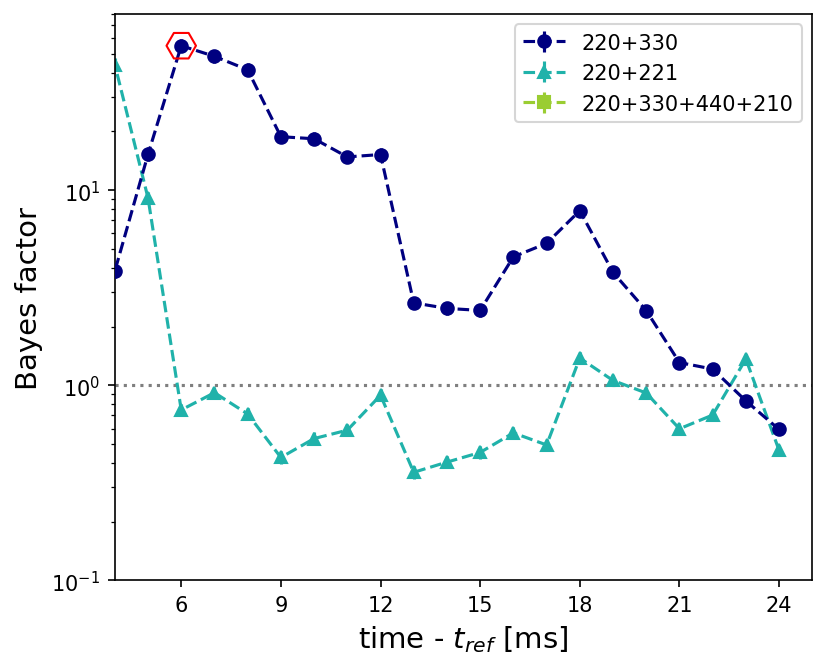 220+330
220+221
220+330+440+210
10¹
10⁰
10⁻¹
Bayes factor
6 9 12 15 18 21 24
time - t_ref [ms]